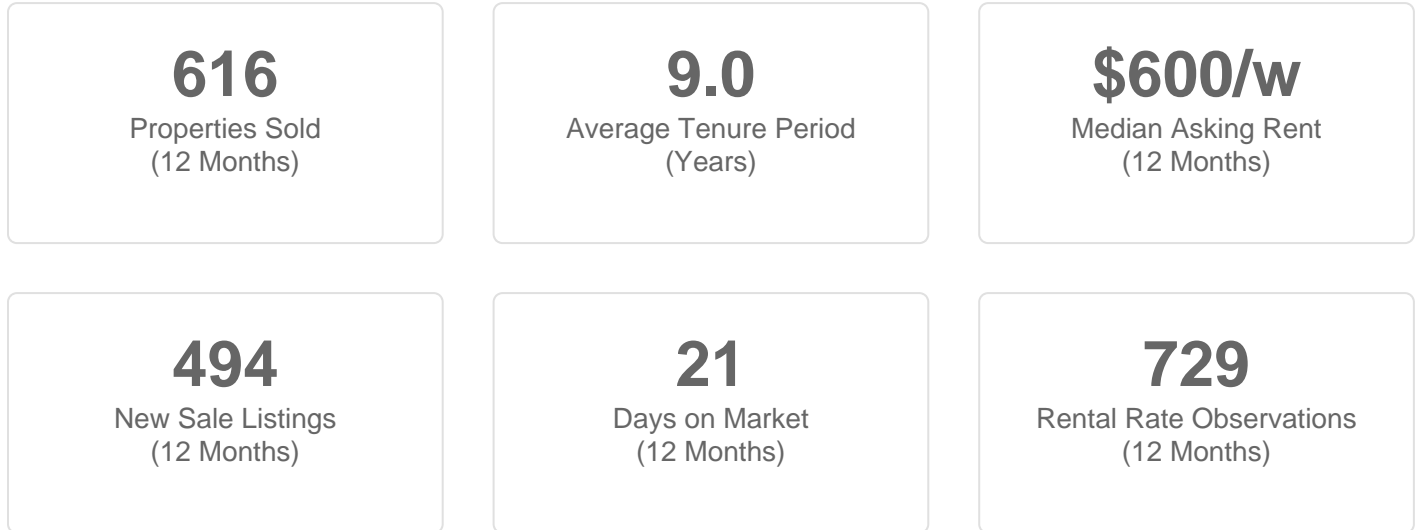 616
Properties Sold
(12 Months)
9.0
Average Tenure Period
(Years)
$600/w
Median Asking Rent
(12 Months)
494
New Sale Listings
(12 Months)
21
Days on Market
(12 Months)
729
Rental Rate Observations
(12 Months)